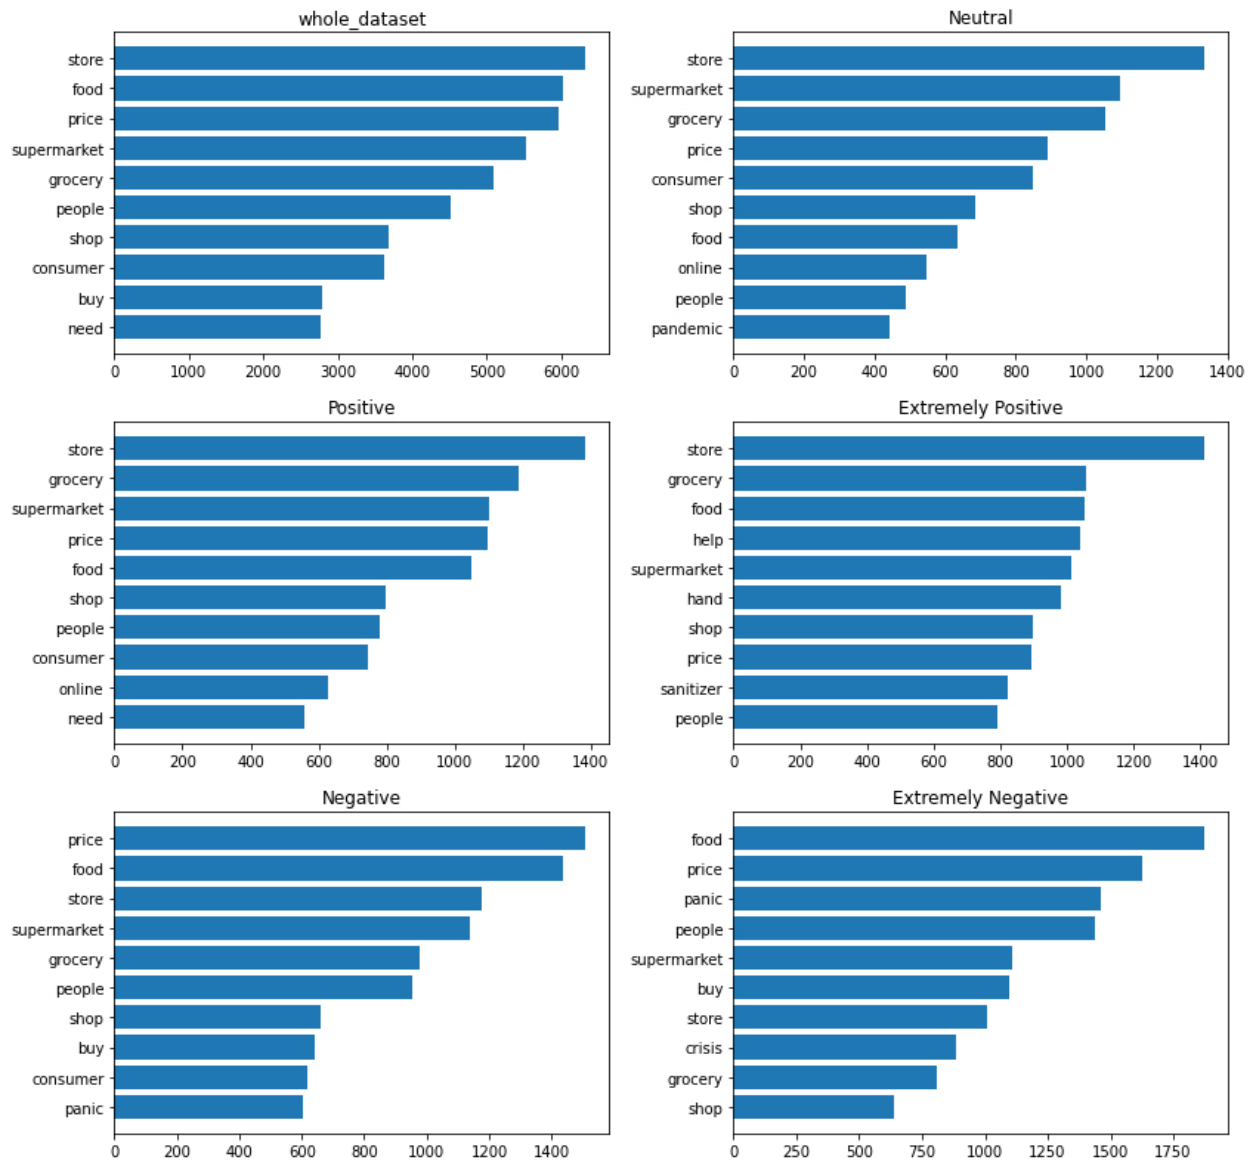 whole_dataset
store
food
price
supermarket
grocery
people
shop
consumer
buy
need
0 1000 2000 3000 4000 5000 6000
Neutral
store
supermarket
grocery
price
consumer
shop
food
online
people
pandemic
0 200 400 600 800 1000 1200 1400
Positive
store
grocery
supermarket
price
food
shop
people
consumer
online
need
0 200 400 600 800 1000 1200 1400
Extremely Positive
store
grocery
food
help
supermarket
hand
shop
price
sanitizer
people
0 200 400 600 800 1000 1200 1400
Negative
price
food
store
supermarket
grocery
people
shop
buy
consumer
panic
0 200 400 600 800 1000 1200 1400
Extremely Negative
food
price
panic
people
supermarket
buy
store
crisis
grocery
shop
0 250 500 750 1000 1250 1500 1750